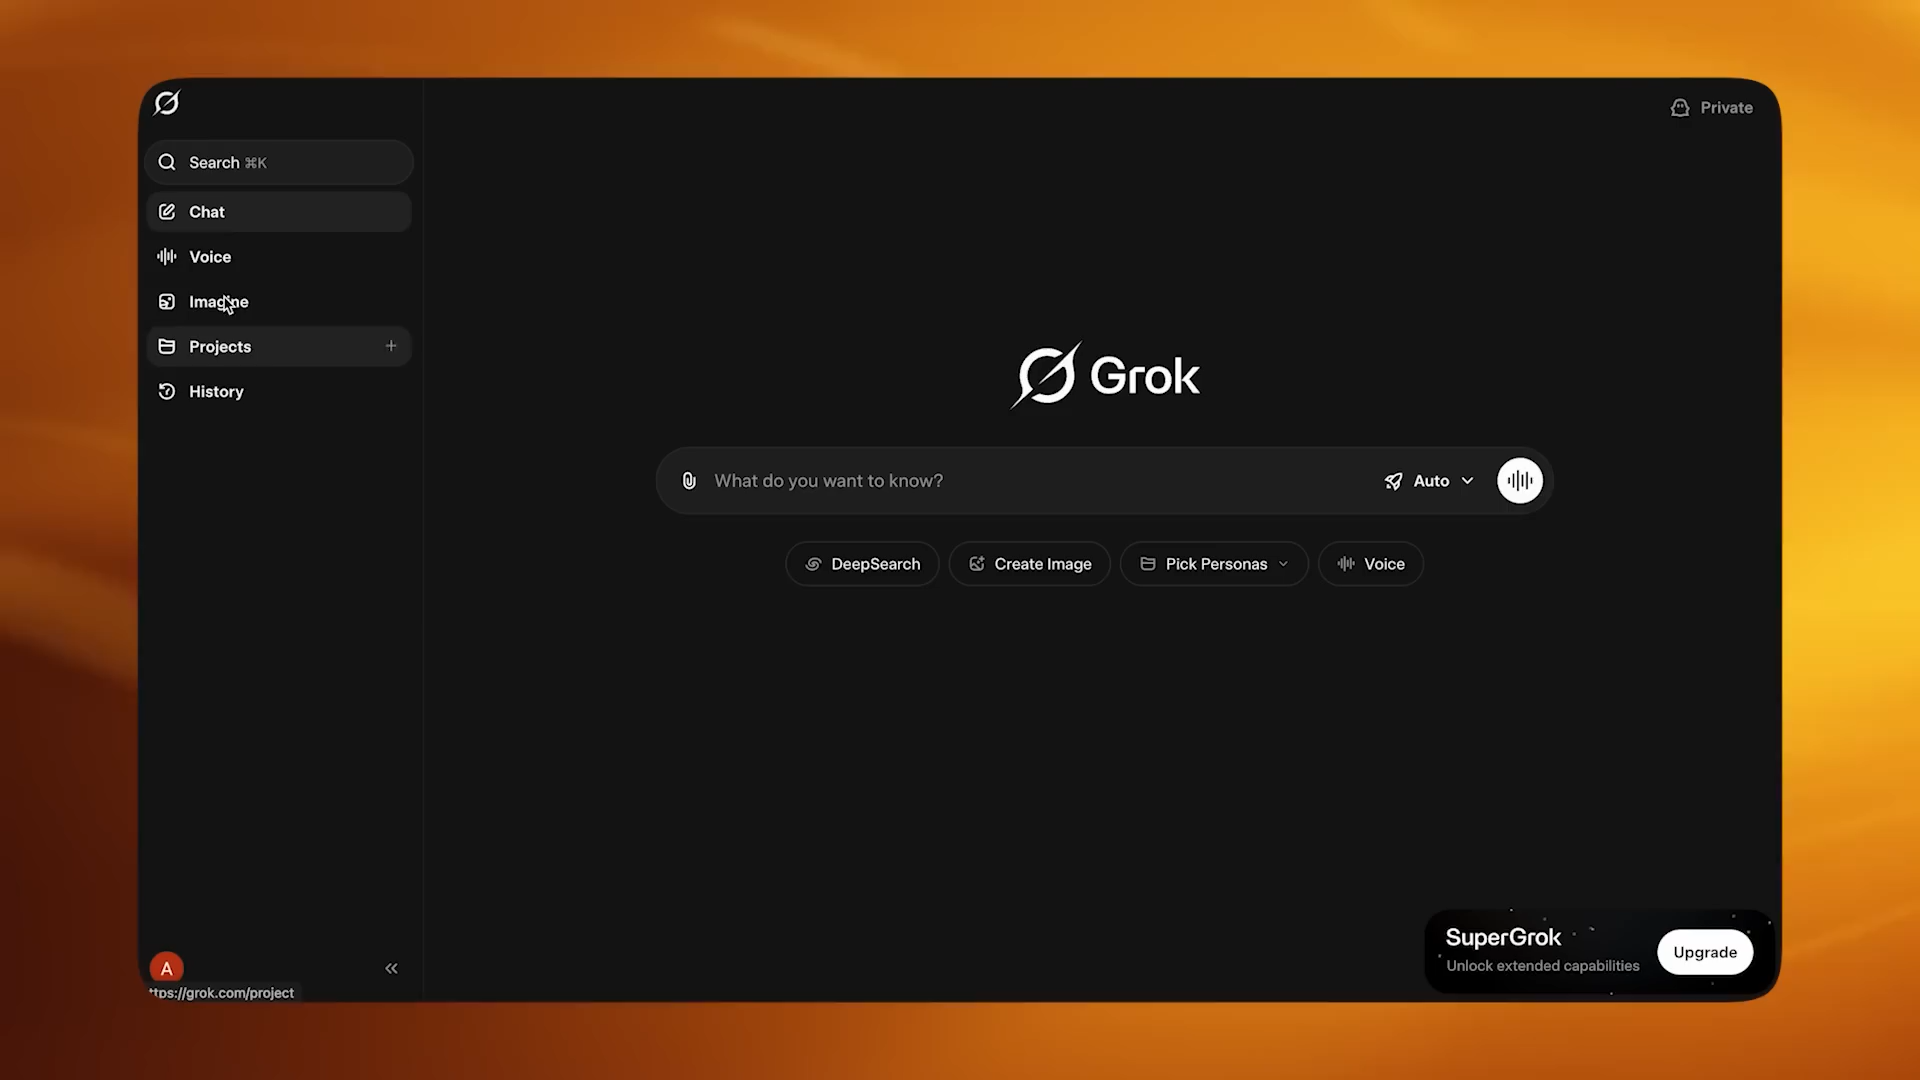 Private
Search ⌘K
Chat
Voice
Imagine
Projects
History
Grok
What do you want to know?
Auto
DeepSearch
Create Image
Pick Personas
Voice
SuperGrok
Unlock extended capabilities
Upgrade
A
ttps://grok.com/project